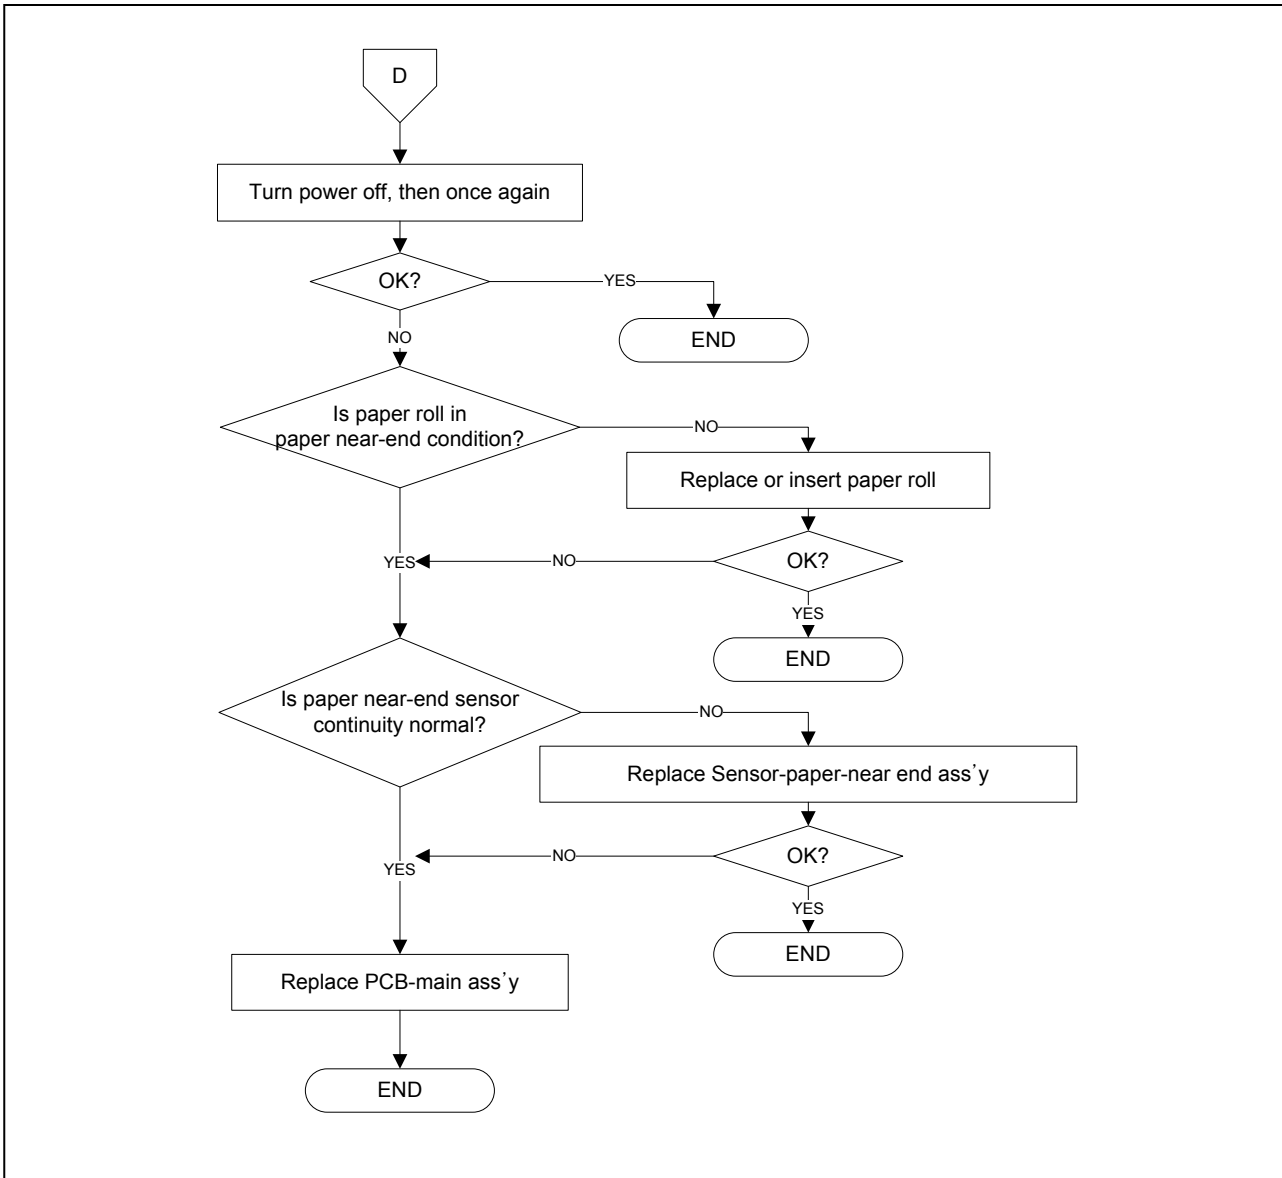 D
Turn power off, then once again
OK?
YES
END
NO
Is paper roll in
paper near-end condition?
NO
Replace or insert paper roll
OK?
NO
YES
YES
END
Is paper near-end sensor
continuity normal?
NO
Replace Sensor-paper-near end ass’y
OK?
NO
YES
YES
END
Replace PCB-main ass’y
END